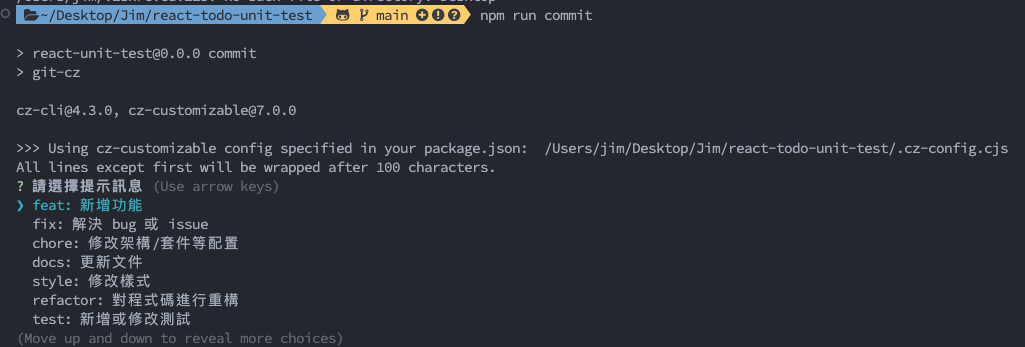 ~/Desktop/Jim/react-todo-unit-test main npm run commit
> react-unit-test@0.0.0 commit
> git-cz
cz-cli@4.3.0, cz-customizable@7.0.0
>>> Using cz-customizable config specified in your package.json:  /Users/jim/Desktop/Jim/react-todo-unit-test/.cz-config.cjs
All lines except first will be wrapped after 100 characters.
? 請選擇提示訊息 (Use arrow keys)
❯ feat: 新增功能
fix: 解決 bug 或 issue
chore: 修改架構/套件等配置
docs: 更新文件
style: 修改樣式
refactor: 對程式碼進行重構
test: 新增或修改測試
(Move up and down to reveal more choices)